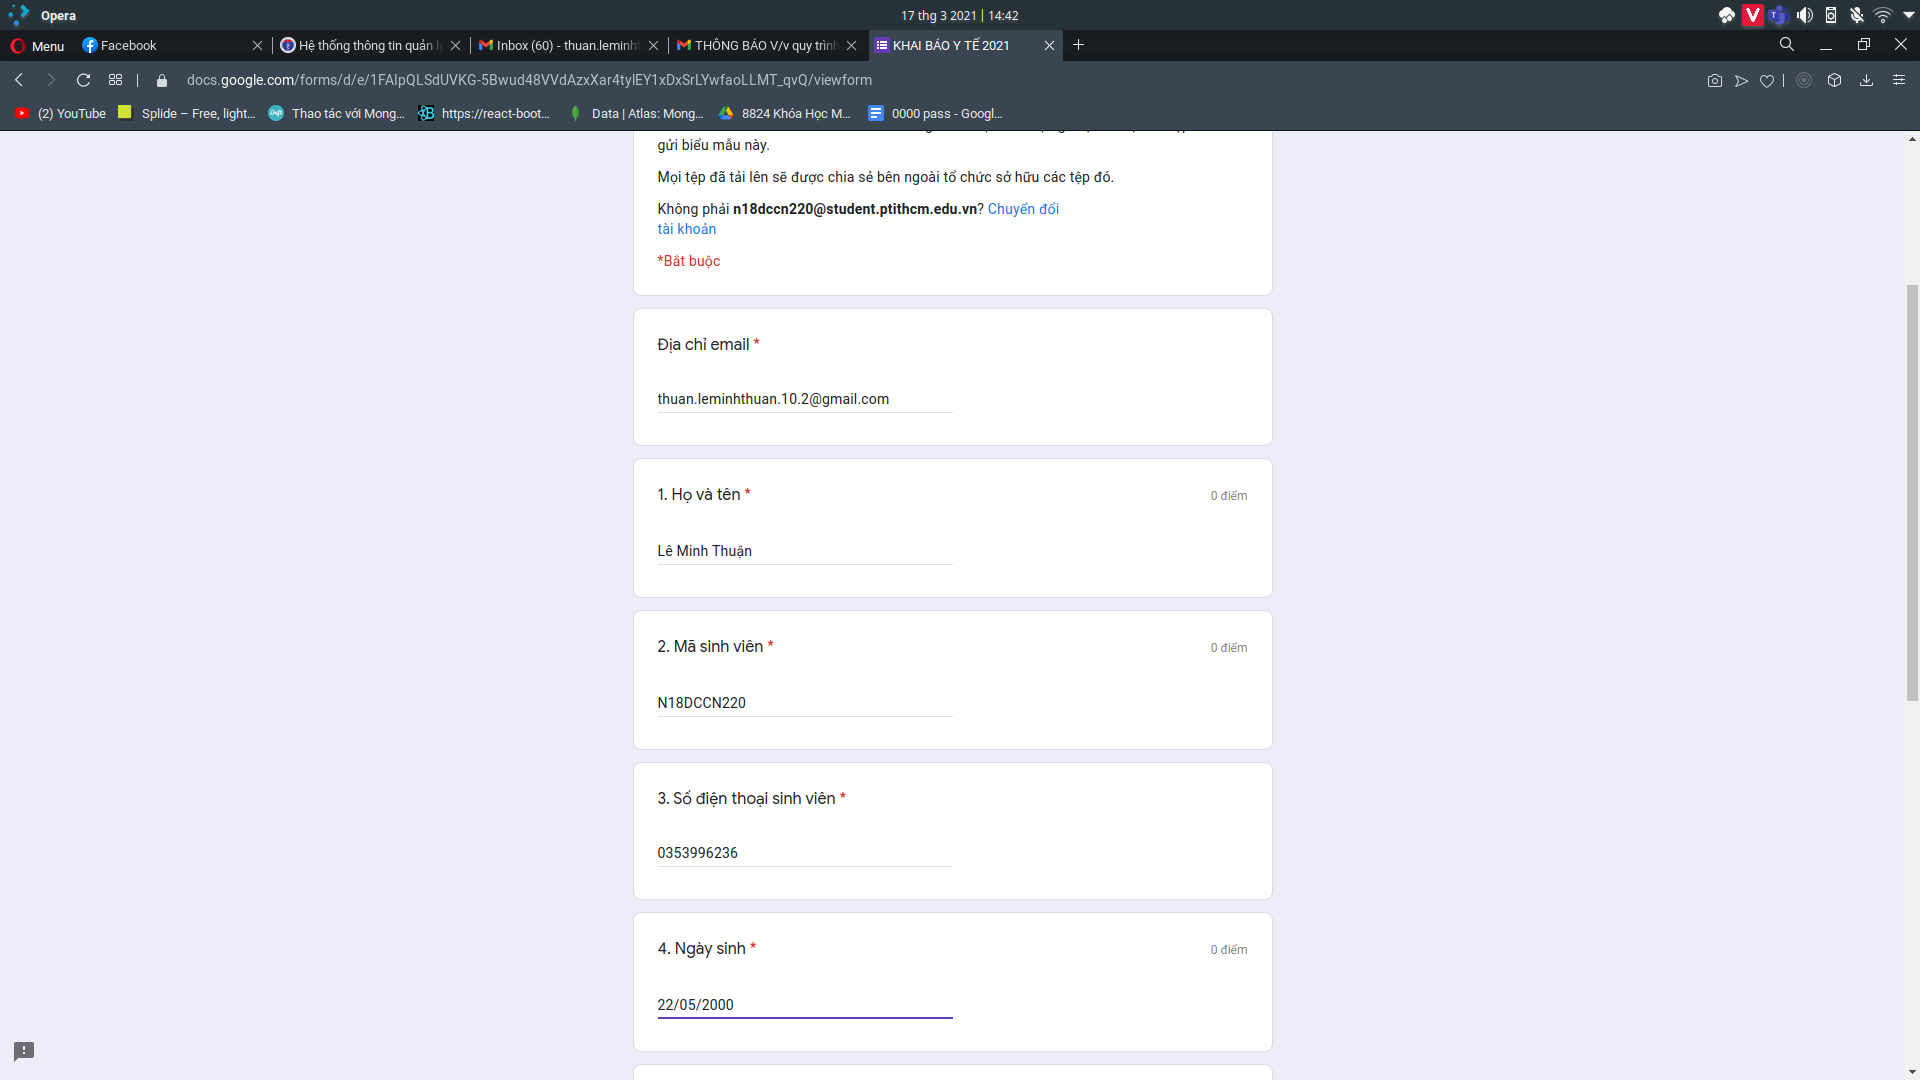 Opera
17 thg 3 2021 | 14:42
Menu
Facebook
Hệ thống thông tin quản l
Inbox (60) - thuan.leminht
THÔNG BÁO V/v quy trình
KHAI BÁO Y TẾ 2021
docs.google.com/forms/d/e/1FAIpQLSdUVKG-5Bwud48VVdAzxXar4tylEY1xDxSrLYwfaoLLMT_qvQ/viewform
(2) YouTube
Splide – Free, light...
Thao tác với Mong...
https://react-boot...
Data | Atlas: Mong...
8824 Khóa Học M...
0000 pass - Googl...
gửi biểu mẫu này.
Mọi tệp đã tải lên sẽ được chia sẻ bên ngoài tổ chức sở hữu các tệp đó.
Không phải n18dccn220@student.ptithcm.edu.vn? Chuyển đổi
tài khoản
*Bắt buộc
Địa chỉ email *
thuan.leminhthuan.10.2@gmail.com
1. Họ và tên *
0 điểm
Lê Minh Thuận
2. Mã sinh viên *
0 điểm
N18DCCN220
3. Số điện thoại sinh viên *
0353996236
4. Ngày sinh *
0 điểm
22/05/2000